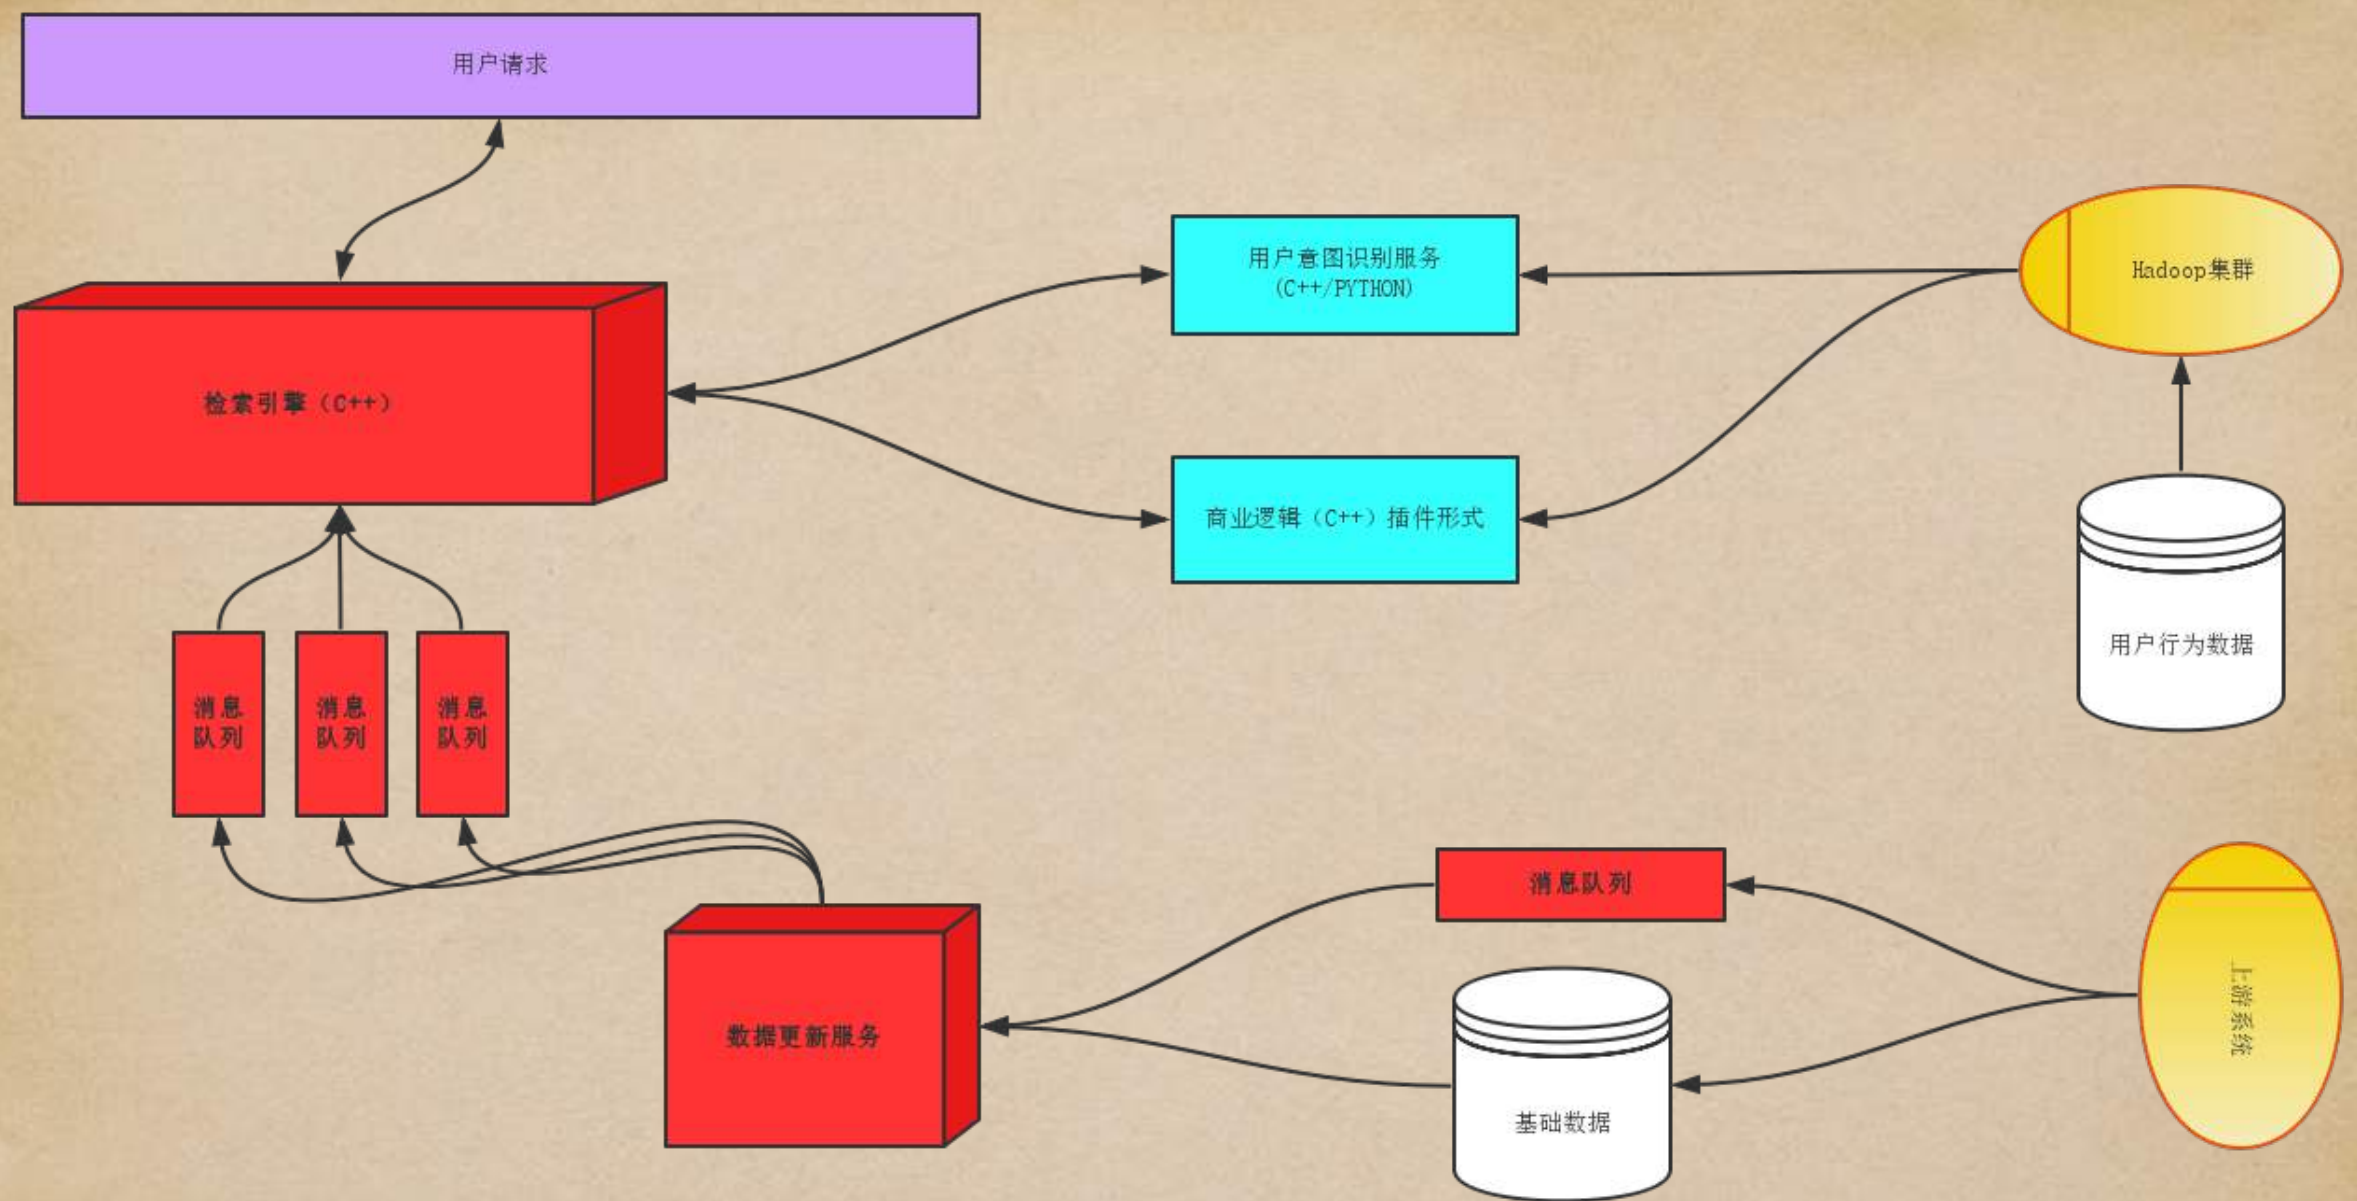 用户请求
用户意图识别服务
(C++/PYTHON)
Hadoop集群
检索引擎（C++）
商业逻辑（C++）插件形式
用户行为数据
消息
队列
消息
队列
消息
队列
消息队列
上游系统
数据更新服务
基础数据